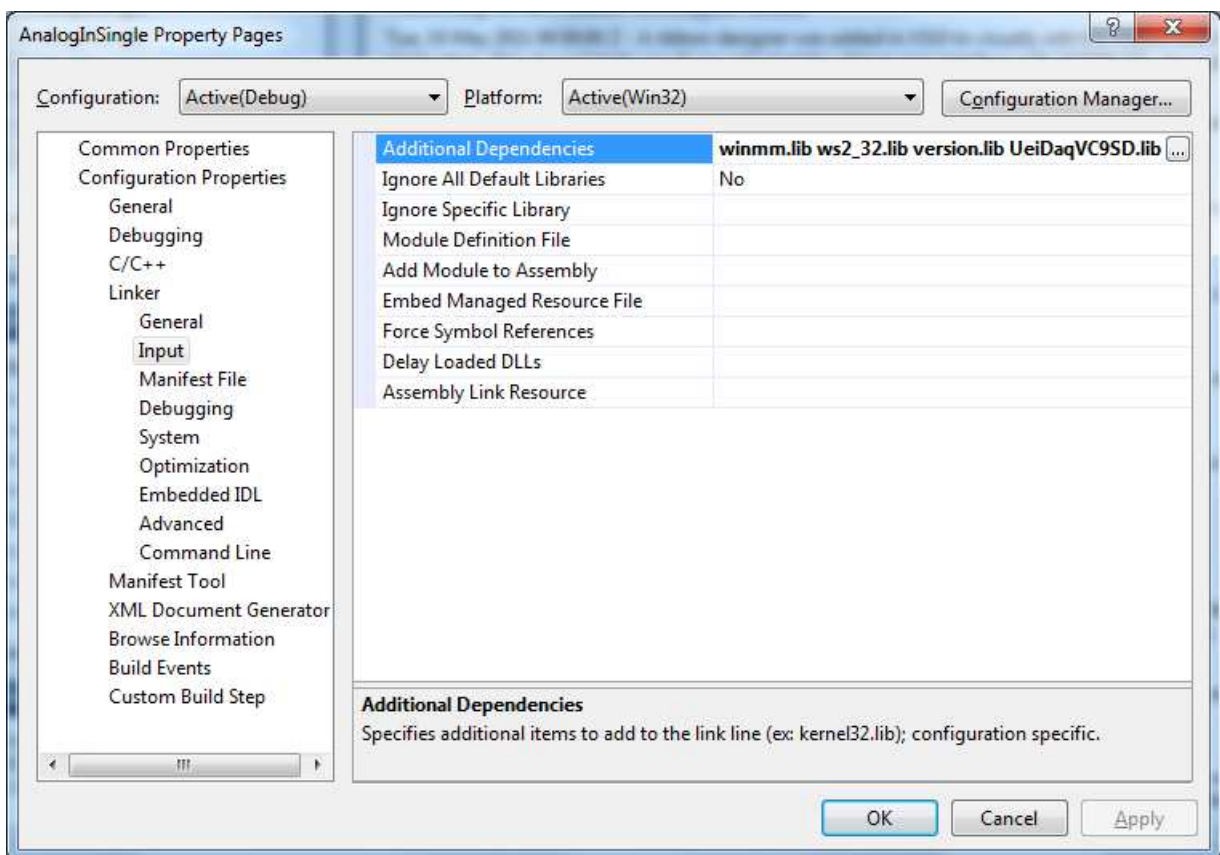 AnalogInSingle Property Pages
Configuration: Active(Debug) Platform: Active(Win32) Configuration Manager...
Common Properties
Configuration Properties
General
Debugging
C/C++
Linker
General
Input
Manifest File
Debugging
System
Optimization
Embedded IDL
Advanced
Command Line
Manifest Tool
XML Document Generator
Browse Information
Build Events
Custom Build Step
Additional Dependencies winmm.lib ws2_32.lib version.lib UeiDaqVC9SD.lib ...
Ignore All Default Libraries No
Ignore Specific Library
Module Definition File
Add Module to Assembly
Embed Managed Resource File
Force Symbol References
Delay Loaded DLLs
Assembly Link Resource
Additional Dependencies
Specifies additional items to add to the link line (ex: kernel32.lib); configuration specific.
OK Cancel Apply